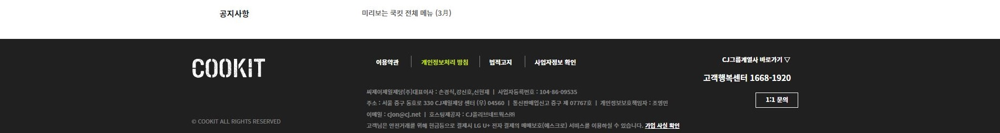 공지사항 미리보는 쿡킷 전체 메뉴 (3月)
COOKIT
이용약관 개인정보처리 방침 법적고지 사업자정보 확인
CJ그룹계열사 바로가기 ▽
고객행복센터 1668-1920
1:1 문의
씨제이제일제당(주)대표이사 : 손경식,강신호,신현재 | 사업자등록번호 : 104-86-09535
주소 : 서울 중구 동호로 330 CJ제일제당 센터 (우) 04560 | 통신판매업신고 중구 제 07767호 | 개인정보보호책임자 : 조영민
이메일 : cjon@cj.net | 호스팅제공자 : CJ올리브네트웍스㈜
고객님은 안전거래를 위해 현금등으로 결제시 LG U+ 전자 결제의 매매보호(에스크로) 서비스를 이용하실 수 있습니다. 가입 사실 확인
© COOKIT ALL RIGHTS RESERVED